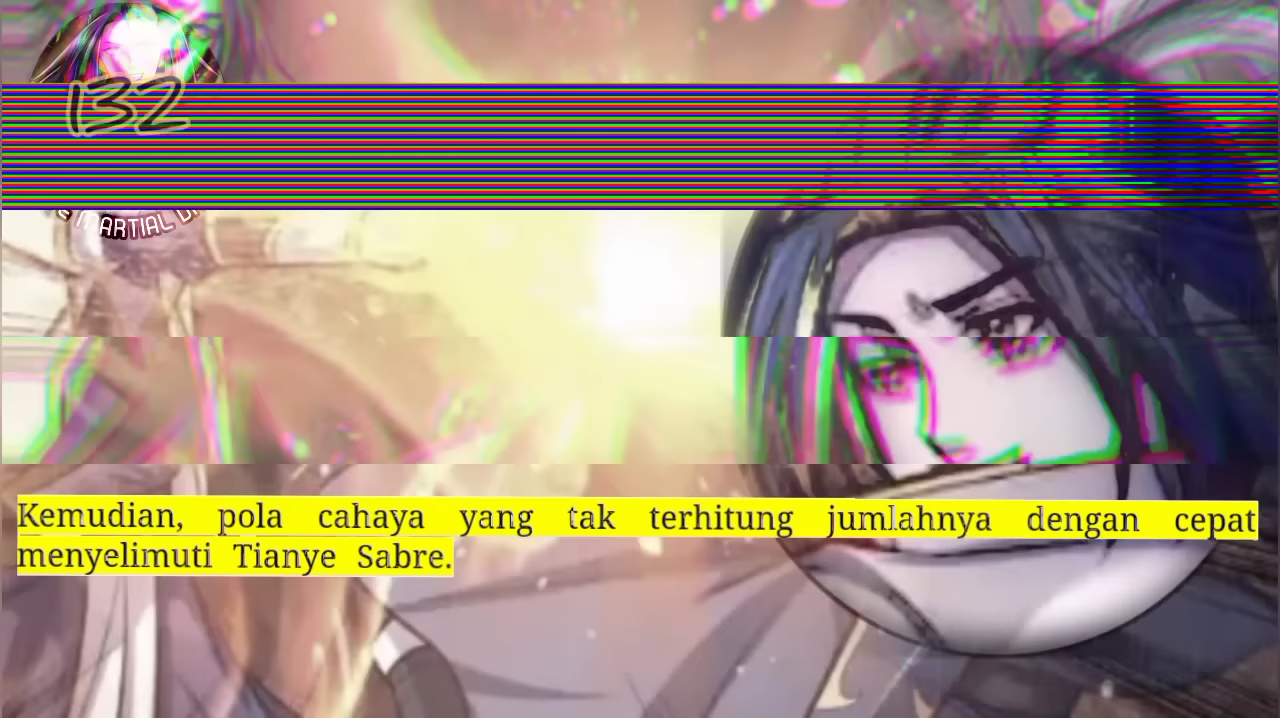 132
MARTIAL
Kemudian, pola cahaya yang tak terhitung jumlahnya dengan cepat
menyelimuti Tianye Sabre.